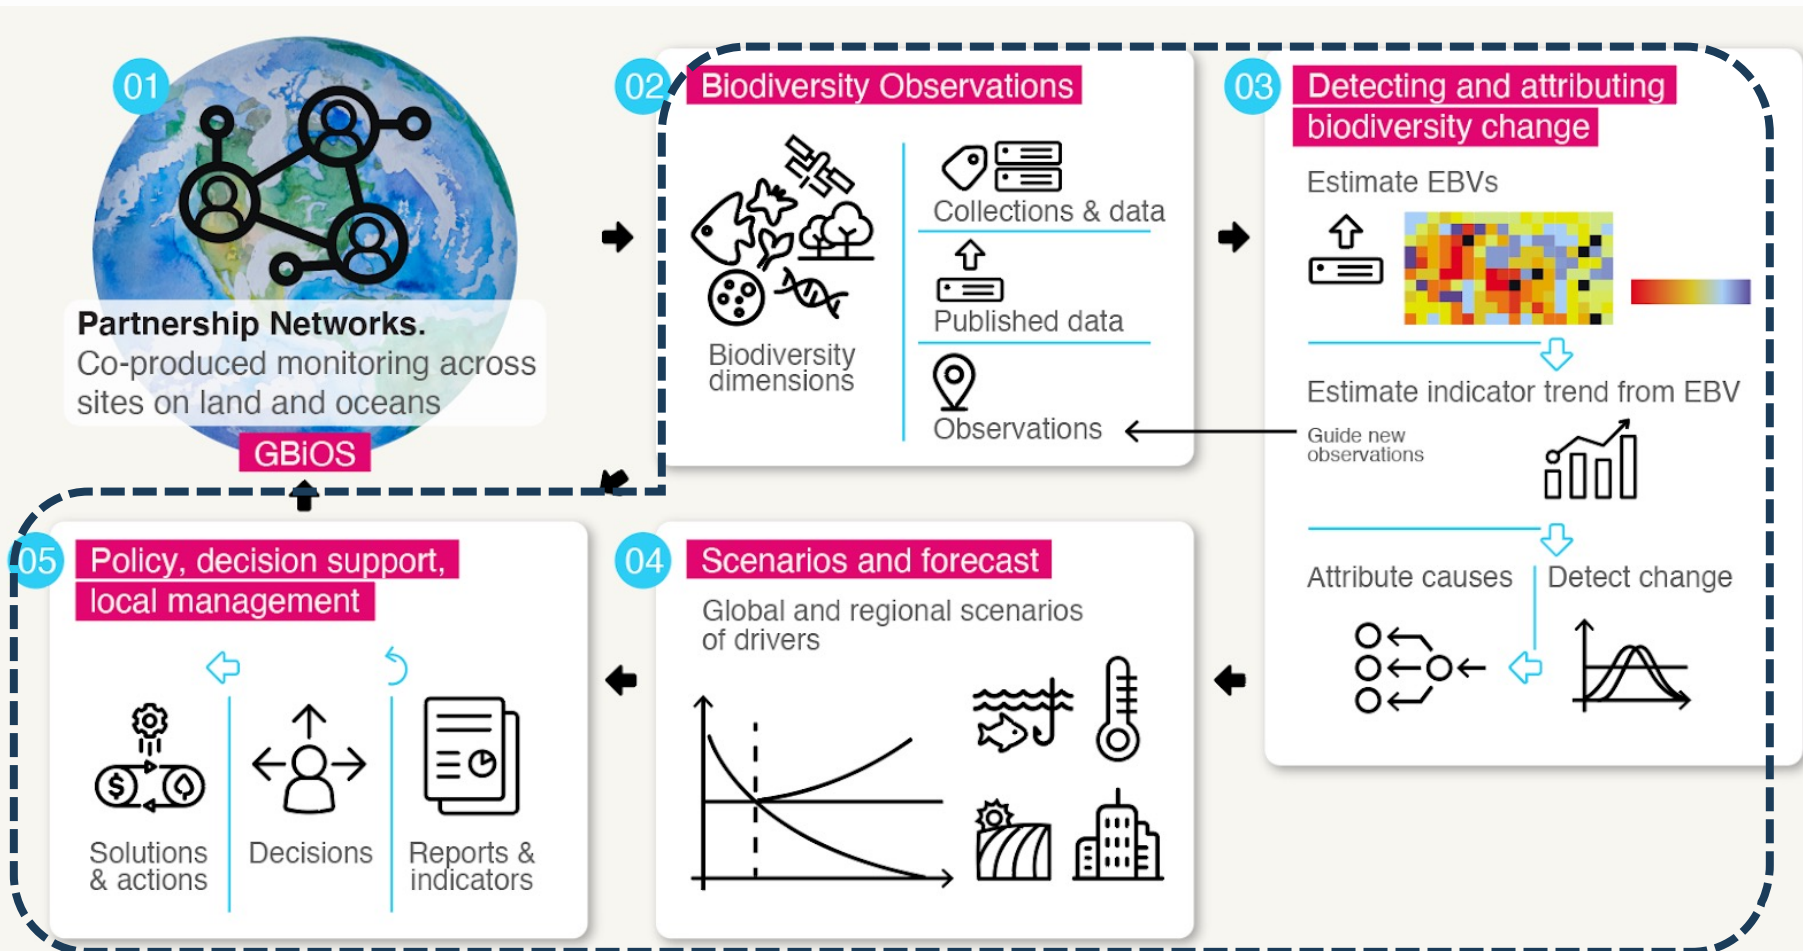 01
Partnership Networks.
Co-produced monitoring across
sites on land and oceans
GBiOS
02
Biodiversity Observations
Biodiversity
dimensions
Collections & data
Published data
Observations
03
Detecting and attributing
biodiversity change
Estimate EBVs
Estimate indicator trend from EBV
Guide new
observations
Attribute causes
Detect change
04
Scenarios and forecast
Global and regional scenarios
of drivers
05
Policy, decision support,
local management
$
Solutions
& actions
Decisions
Reports &
indicators